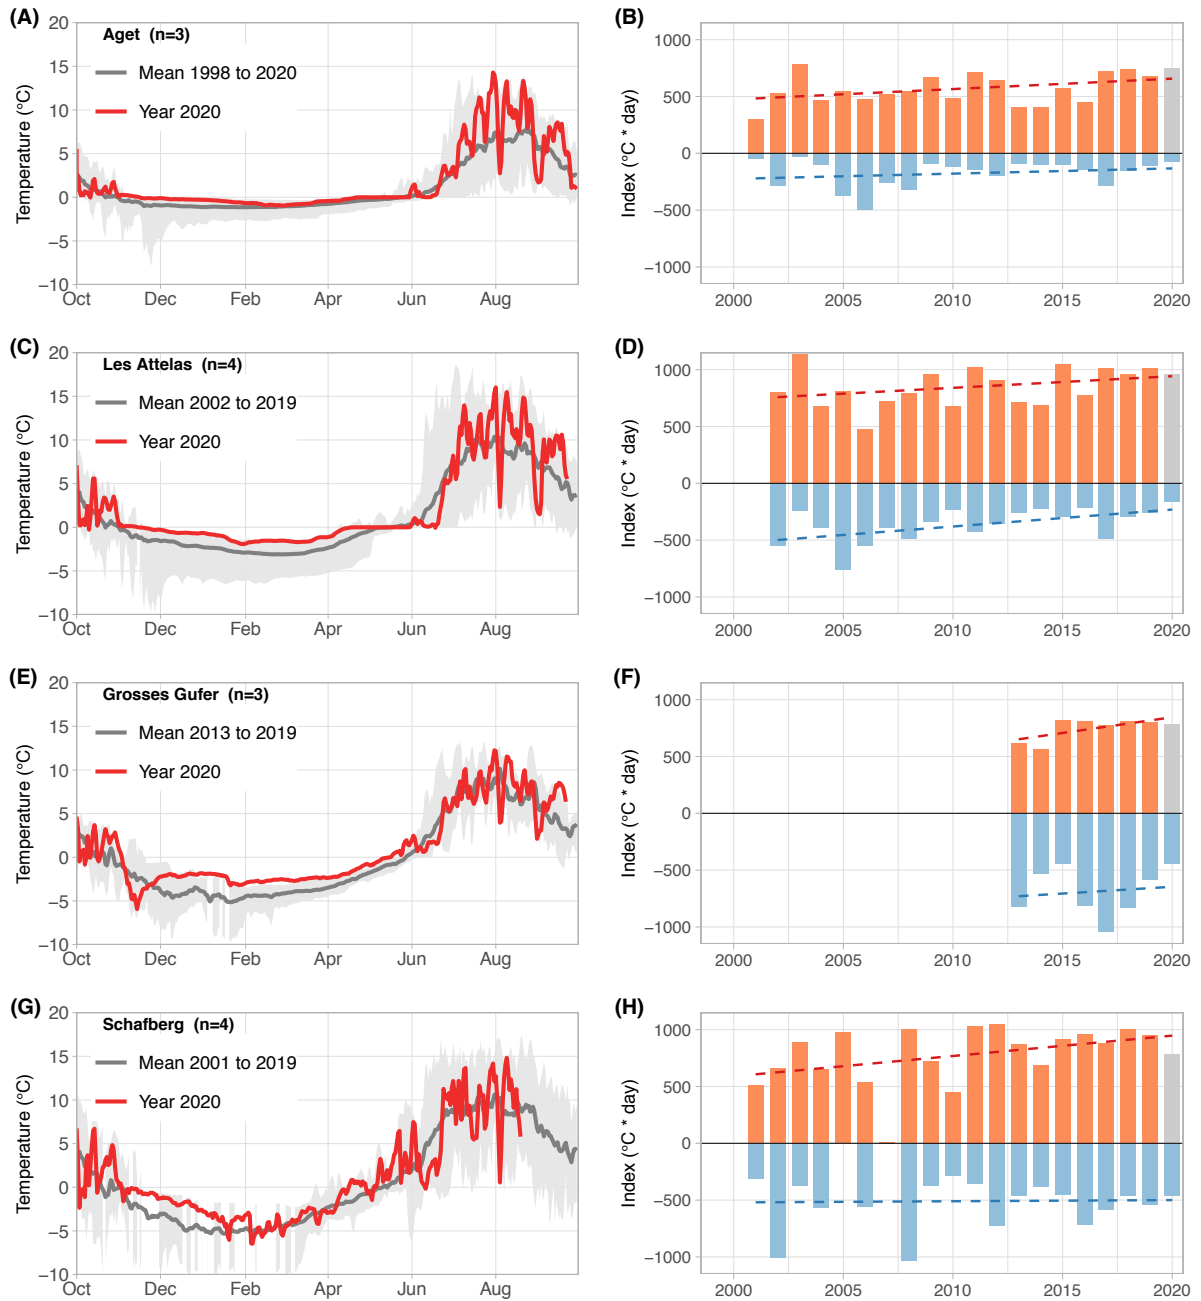 (A)
Aget (n=3)
Mean 1998 to 2020
Year 2020
Temperature (°C)
20
15
10
5
0
−5
−10
Oct Dec Feb Apr Jun Aug
(B)
Index (°C * day)
1000
500
0
−500
−1000
2000 2005 2010 2015 2020
(C)
Les Attelas (n=4)
Mean 2002 to 2019
Year 2020
Temperature (°C)
20
15
10
5
0
−5
−10
Oct Dec Feb Apr Jun Aug
(D)
Index (°C * day)
1000
500
0
−500
−1000
2000 2005 2010 2015 2020
(E)
Grosses Gufer (n=3)
Mean 2013 to 2019
Year 2020
Temperature (°C)
20
15
10
5
0
−5
−10
Oct Dec Feb Apr Jun Aug
(F)
Index (°C * day)
1000
500
0
−500
−1000
2000 2005 2010 2015 2020
(G)
Schafberg (n=4)
Mean 2001 to 2019
Year 2020
Temperature (°C)
20
15
10
5
0
−5
−10
Oct Dec Feb Apr Jun Aug
(H)
Index (°C * day)
1000
500
0
−500
−1000
2000 2005 2010 2015 2020